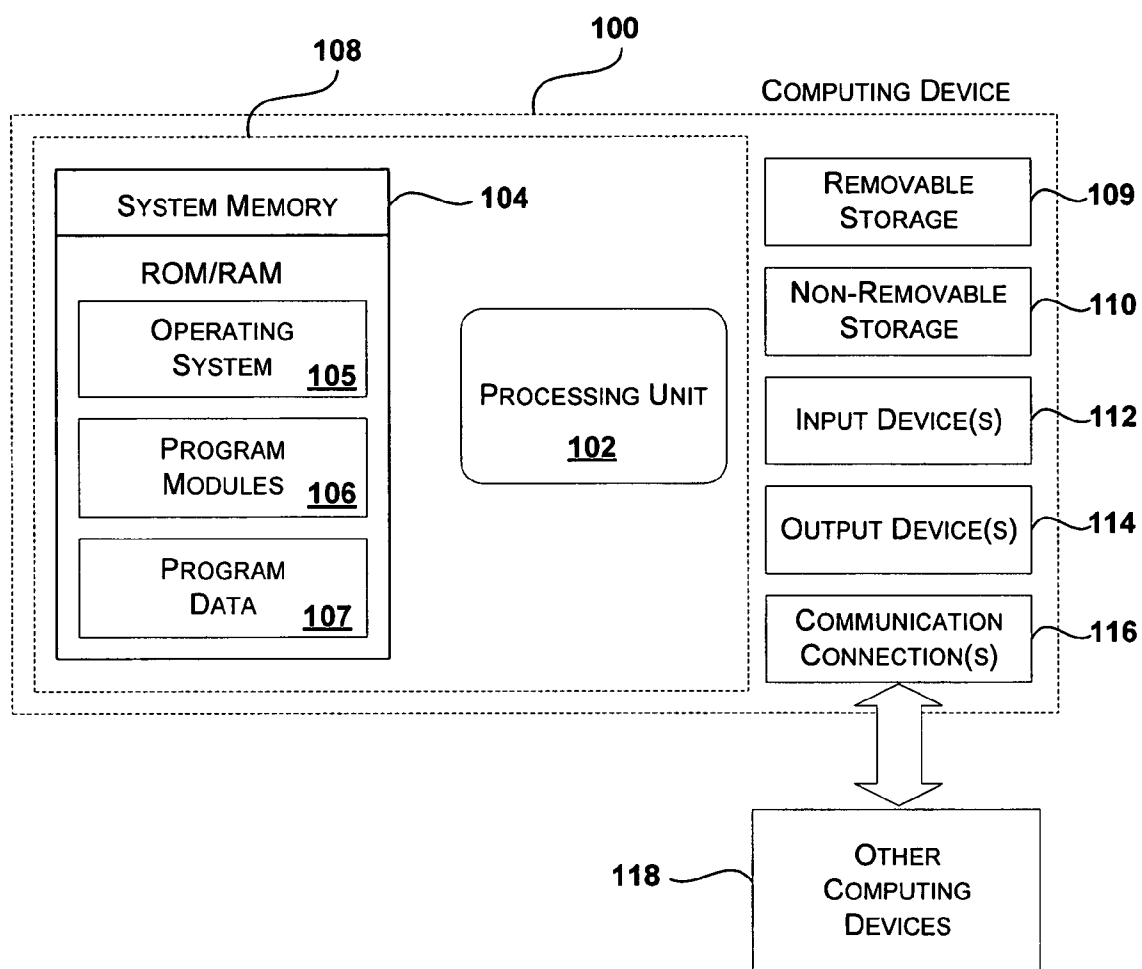 100
108
COMPUTING DEVICE
SYSTEM MEMORY
104
ROM/RAM
OPERATING
SYSTEM
105
PROGRAM
MODULES
106
PROGRAM
DATA
107
PROCESSING UNIT
102
REMOVABLE
STORAGE
109
NON-REMOVABLE
STORAGE
110
INPUT DEVICE(S)
112
OUTPUT DEVICE(S)
114
COMMUNICATION
CONNECTION(S)
116
118
OTHER
COMPUTING
DEVICES